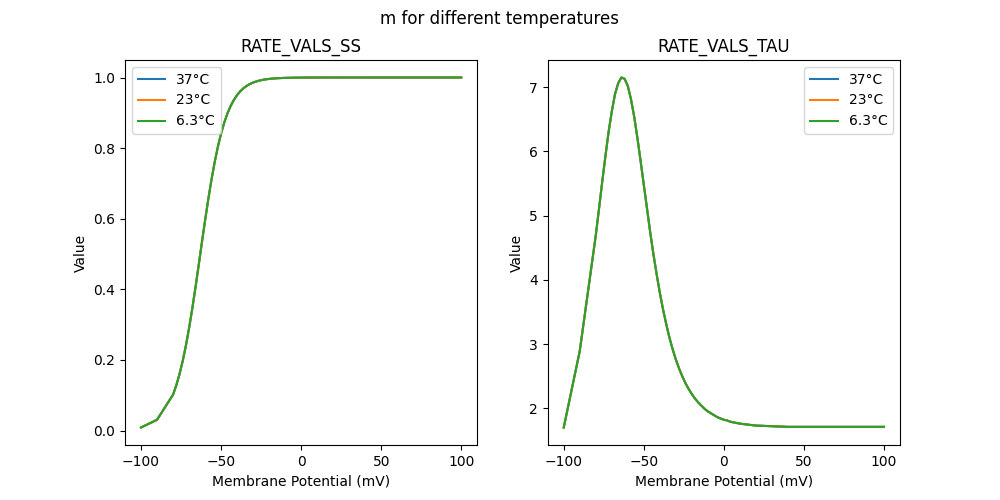 m for different temperatures
RATE_VALS_SS
37°C
23°C
6.3°C
1.0
0.8
0.6
0.4
0.2
0.0
Value
−100
−50
0
50
100
Membrane Potential (mV)
RATE_VALS_TAU
37°C
23°C
6.3°C
7
6
5
4
3
2
Value
−100
−50
0
50
100
Membrane Potential (mV)